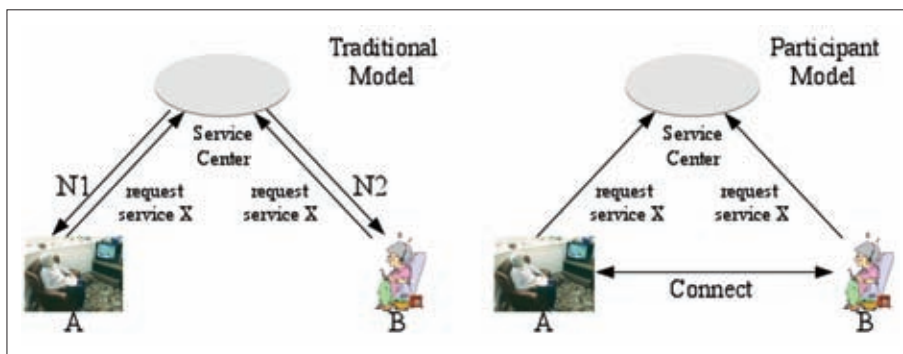 Traditional
Model
Service
Center
N1
N2
request
service X
request
service X
A
B
Participant
Model
Service
Center
request
service X
request
service X
Connect
A
B